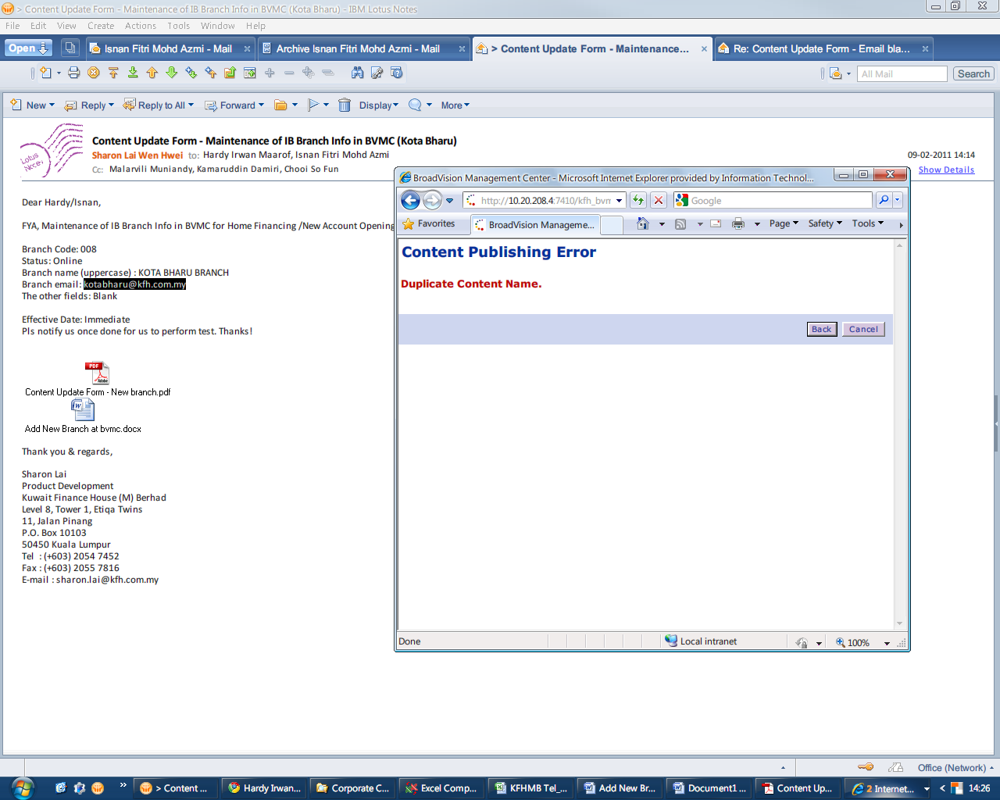 > Content Update Form - Maintenance of IB Branch Info in BVMC (Kota Bharu) - IBM Lotus Notes
File Edit View Create Actions Tools Window Help
Open
Isnan Fitri Mohd Azmi - Mail
Archive Isnan Fitri Mohd Azmi - Mail
> Content Update Form - Maintenance...
Re: Content Update Form - Email bla...
All Mail
Search
New Reply Reply to All Forward Display More
Lotus Notes
Content Update Form - Maintenance of IB Branch Info in BVMC (Kota Bharu)
Sharon Lai Wen Hwei to: Hardy Irwan Maarof, Isnan Fitri Mohd Azmi
09-02-2011 14:14
Cc: Malarvili Muniandy, Kamaruddin Damiri, Chooi So Fun
Show Details
Dear Hardy/Isnan,
FYA, Maintenance of IB Branch Info in BVMC for Home Financing /New Account Opening
Branch Code: 008
Status: Online
Branch name (uppercase) : KOTA BHARU BRANCH
Branch email: kotabharu@kfh.com.my
The other fields: Blank
Effective Date: Immediate
Pls notify us once done for us to perform test. Thanks!
PDF
Adobe
Content Update Form - New branch.pdf
Add New Branch at bvmc.docx
Thank you & regards,
Sharon Lai
Product Development
Kuwait Finance House (M) Berhad
Level 8, Tower 1, Etiqa Twins
11, Jalan Pinang
P.O. Box 10103
50450 Kuala Lumpur
Tel : (+603) 2054 7452
Fax : (+603) 2055 7816
E-mail : sharon.lai@kfh.com.my
BroadVision Management Center - Microsoft Internet Explorer provided by Information Technol...
http://10.20.208.4:7410/kfh_bvm
Google
Favorites
BroadVision Manageme...
Page Safety Tools
Content Publishing Error
Duplicate Content Name.
Back Cancel
Done
Local intranet
100%
Office (Network)
> Content ...
Hardy Irwan...
Corporate C...
Excel Comp...
KFHMB Tel_...
Add New Br...
Document1 ...
Content Up...
2 Internet...
14:26